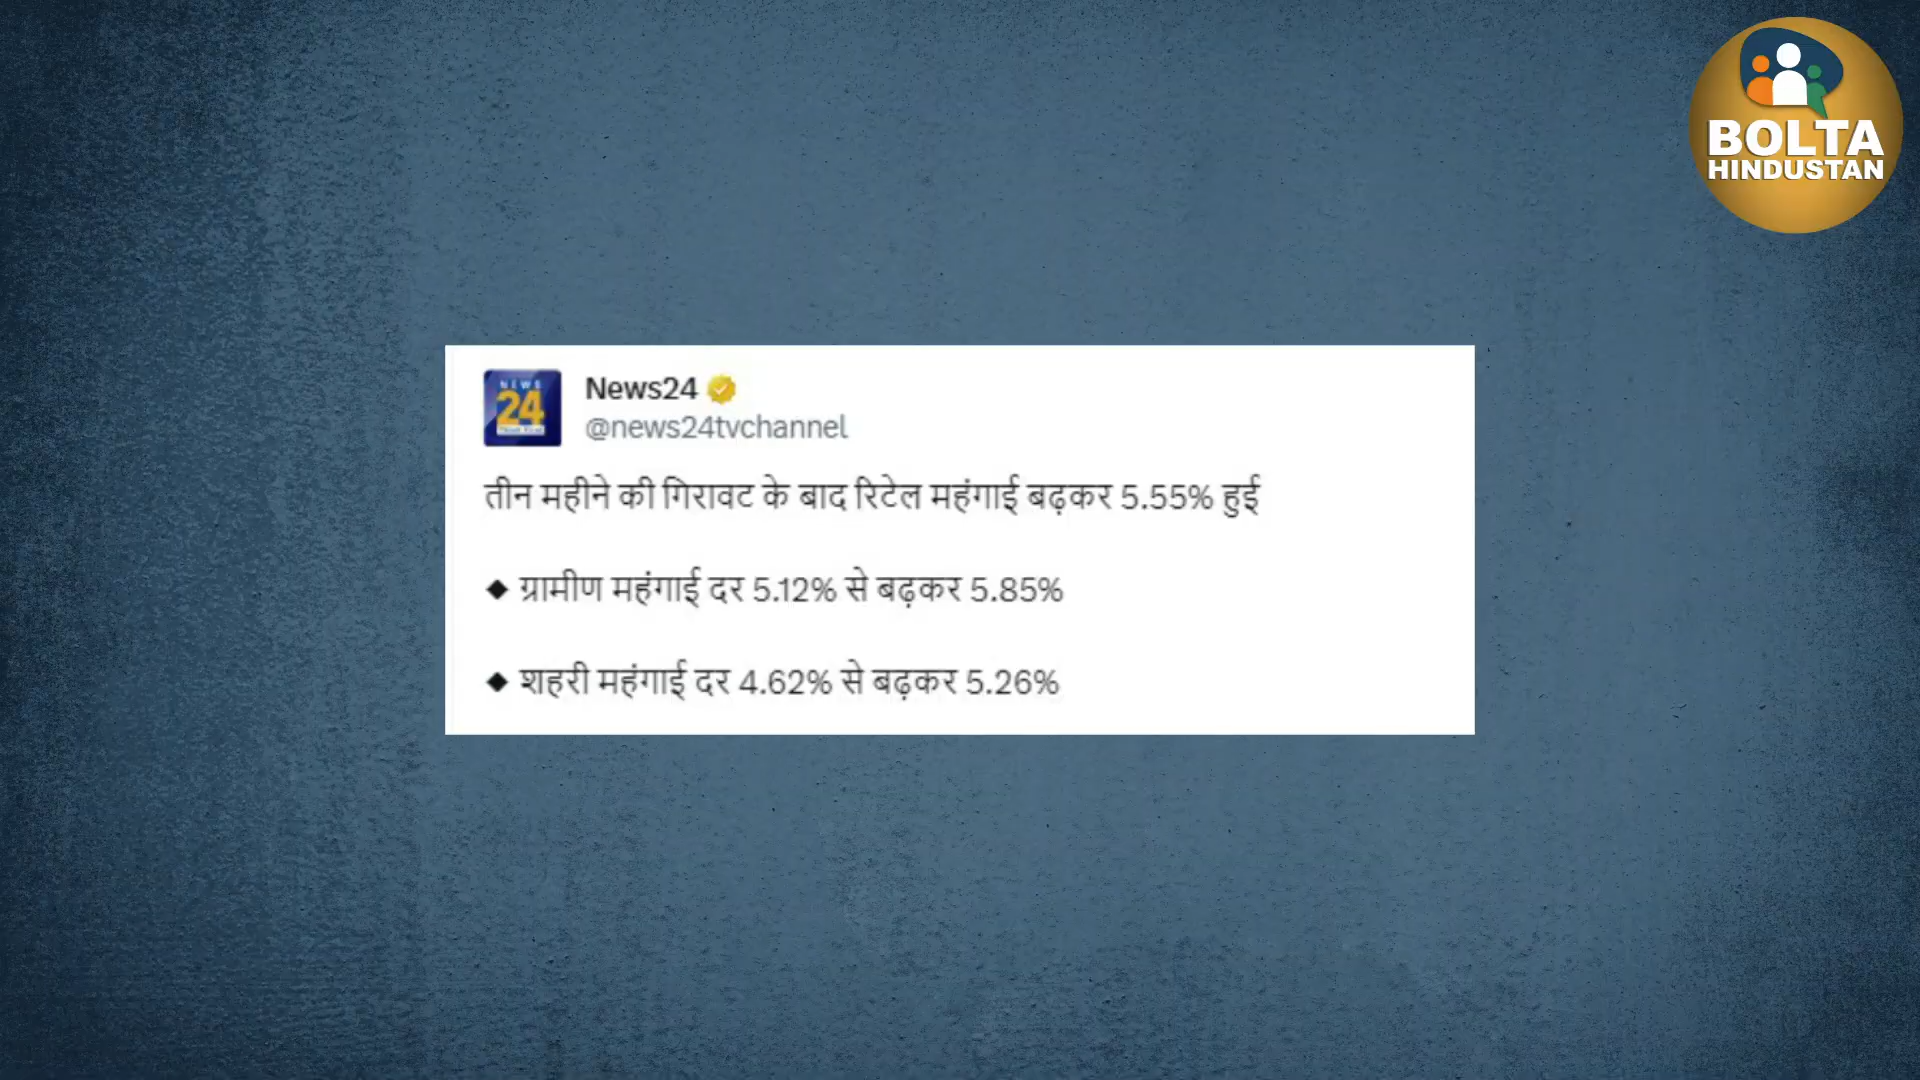 BOLTA
HINDUSTAN
NEWS
24
News24
@news24tvchannel
तीन महीने की गिरावट के बाद रिटेल महंगाई बढ़कर 5.55% हुई
◆ ग्रामीण महंगाई दर 5.12% से बढ़कर 5.85%
◆ शहरी महंगाई दर 4.62% से बढ़कर 5.26%